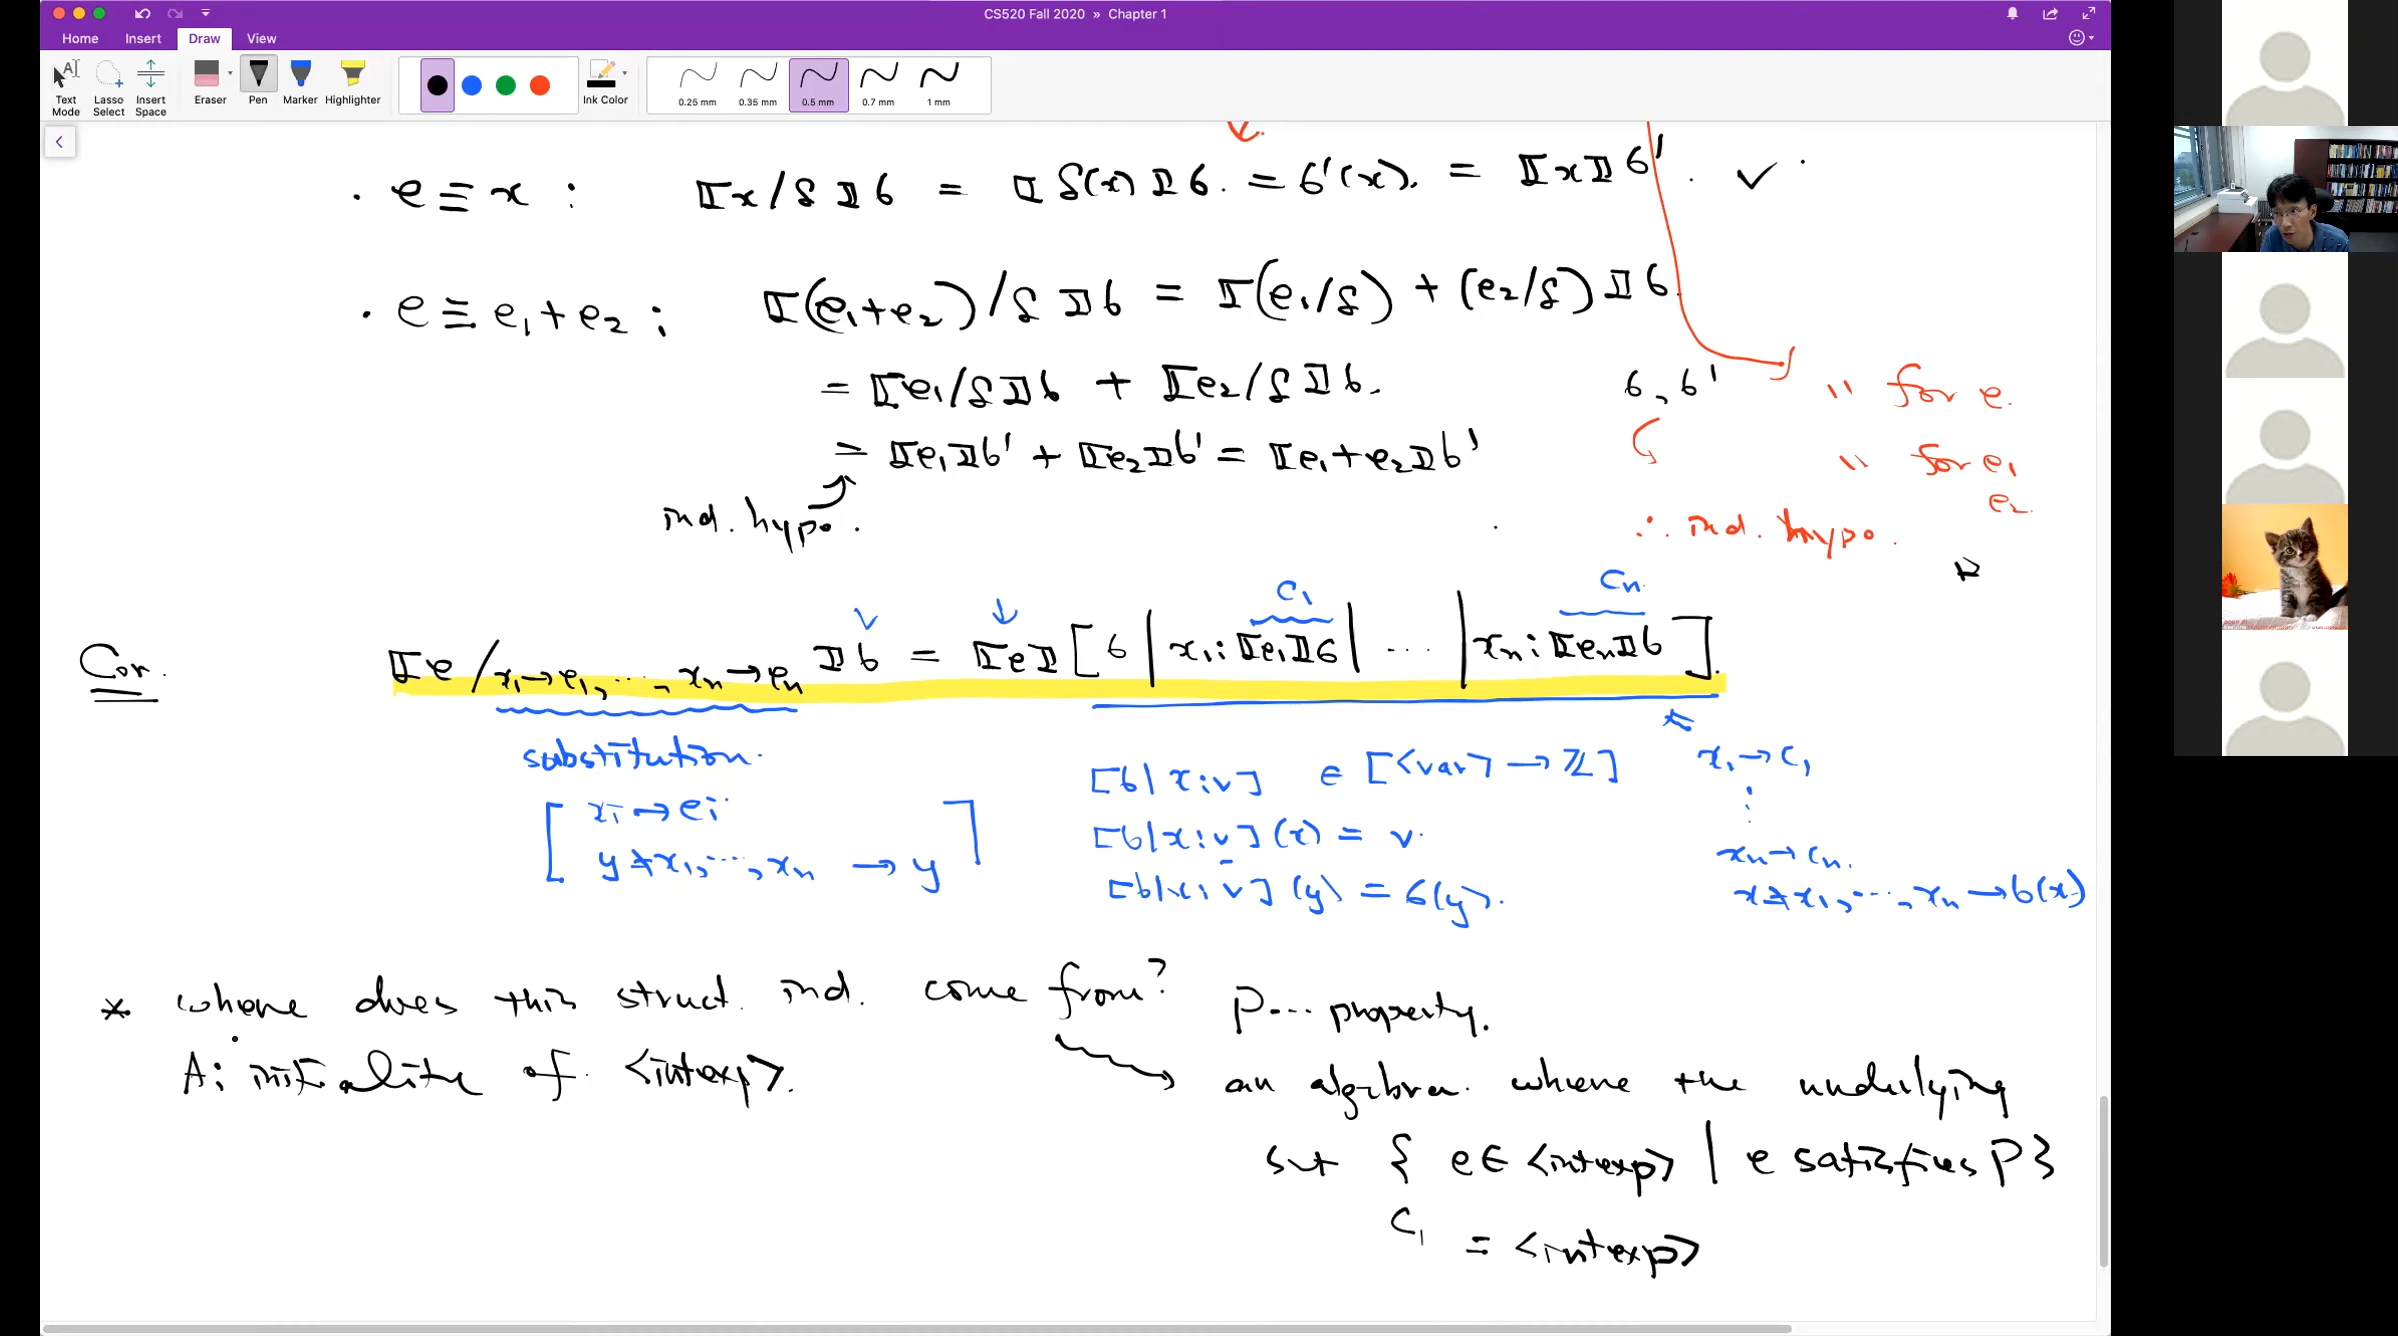 CS520 Fall 2020 » Chapter 1
Home Insert Draw View
Text Mode Lasso Select Insert Space Eraser Pen Marker Highlighter Ink Color 0.25 mm 0.35 mm 0.5 mm 0.7 mm 1 mm
· e ≡ x : ⟦x/δ⟧σ = ⟦δ(x)⟧σ. = σ'(x). = ⟦x⟧σ'. ✓
· e ≡ e₁+e₂ : ⟦(e₁+e₂)/δ⟧σ = ⟦(e₁/δ) + (e₂/δ)⟧σ.
= ⟦e₁/δ⟧σ + ⟦e₂/δ⟧σ.
σ, σ' '' for e.
= ⟦e₁⟧σ' + ⟦e₂⟧σ' = ⟦e₁+e₂⟧σ'
'' for e₁
e₂.
ind. hypo.
∴ ind. hypo.
c₁ cₙ
Cor. ⟦e/x₁→e₁, ..., xₙ→eₙ⟧σ = ⟦e⟧[σ | x₁: ⟦e₁⟧σ | ... | xₙ: ⟦eₙ⟧σ].
substitution.
[σ | x:v] ∈ [<var> → ℤ]
x₁→c₁
⋮
[xᵢ → eᵢ
y≢x₁, ..., xₙ → y]
[σ | x:v](x) = v.
xₙ→cₙ.
[σ | x:v](y) = σ(y).
x≢x₁, ..., xₙ → σ(x)
* where does this struct. ind. come from?
A: initiality of <intexp>.
P ... property.
an algebra. where the underlying
set { e ∈ <intexp> | e satisfies P }
= <intexp>